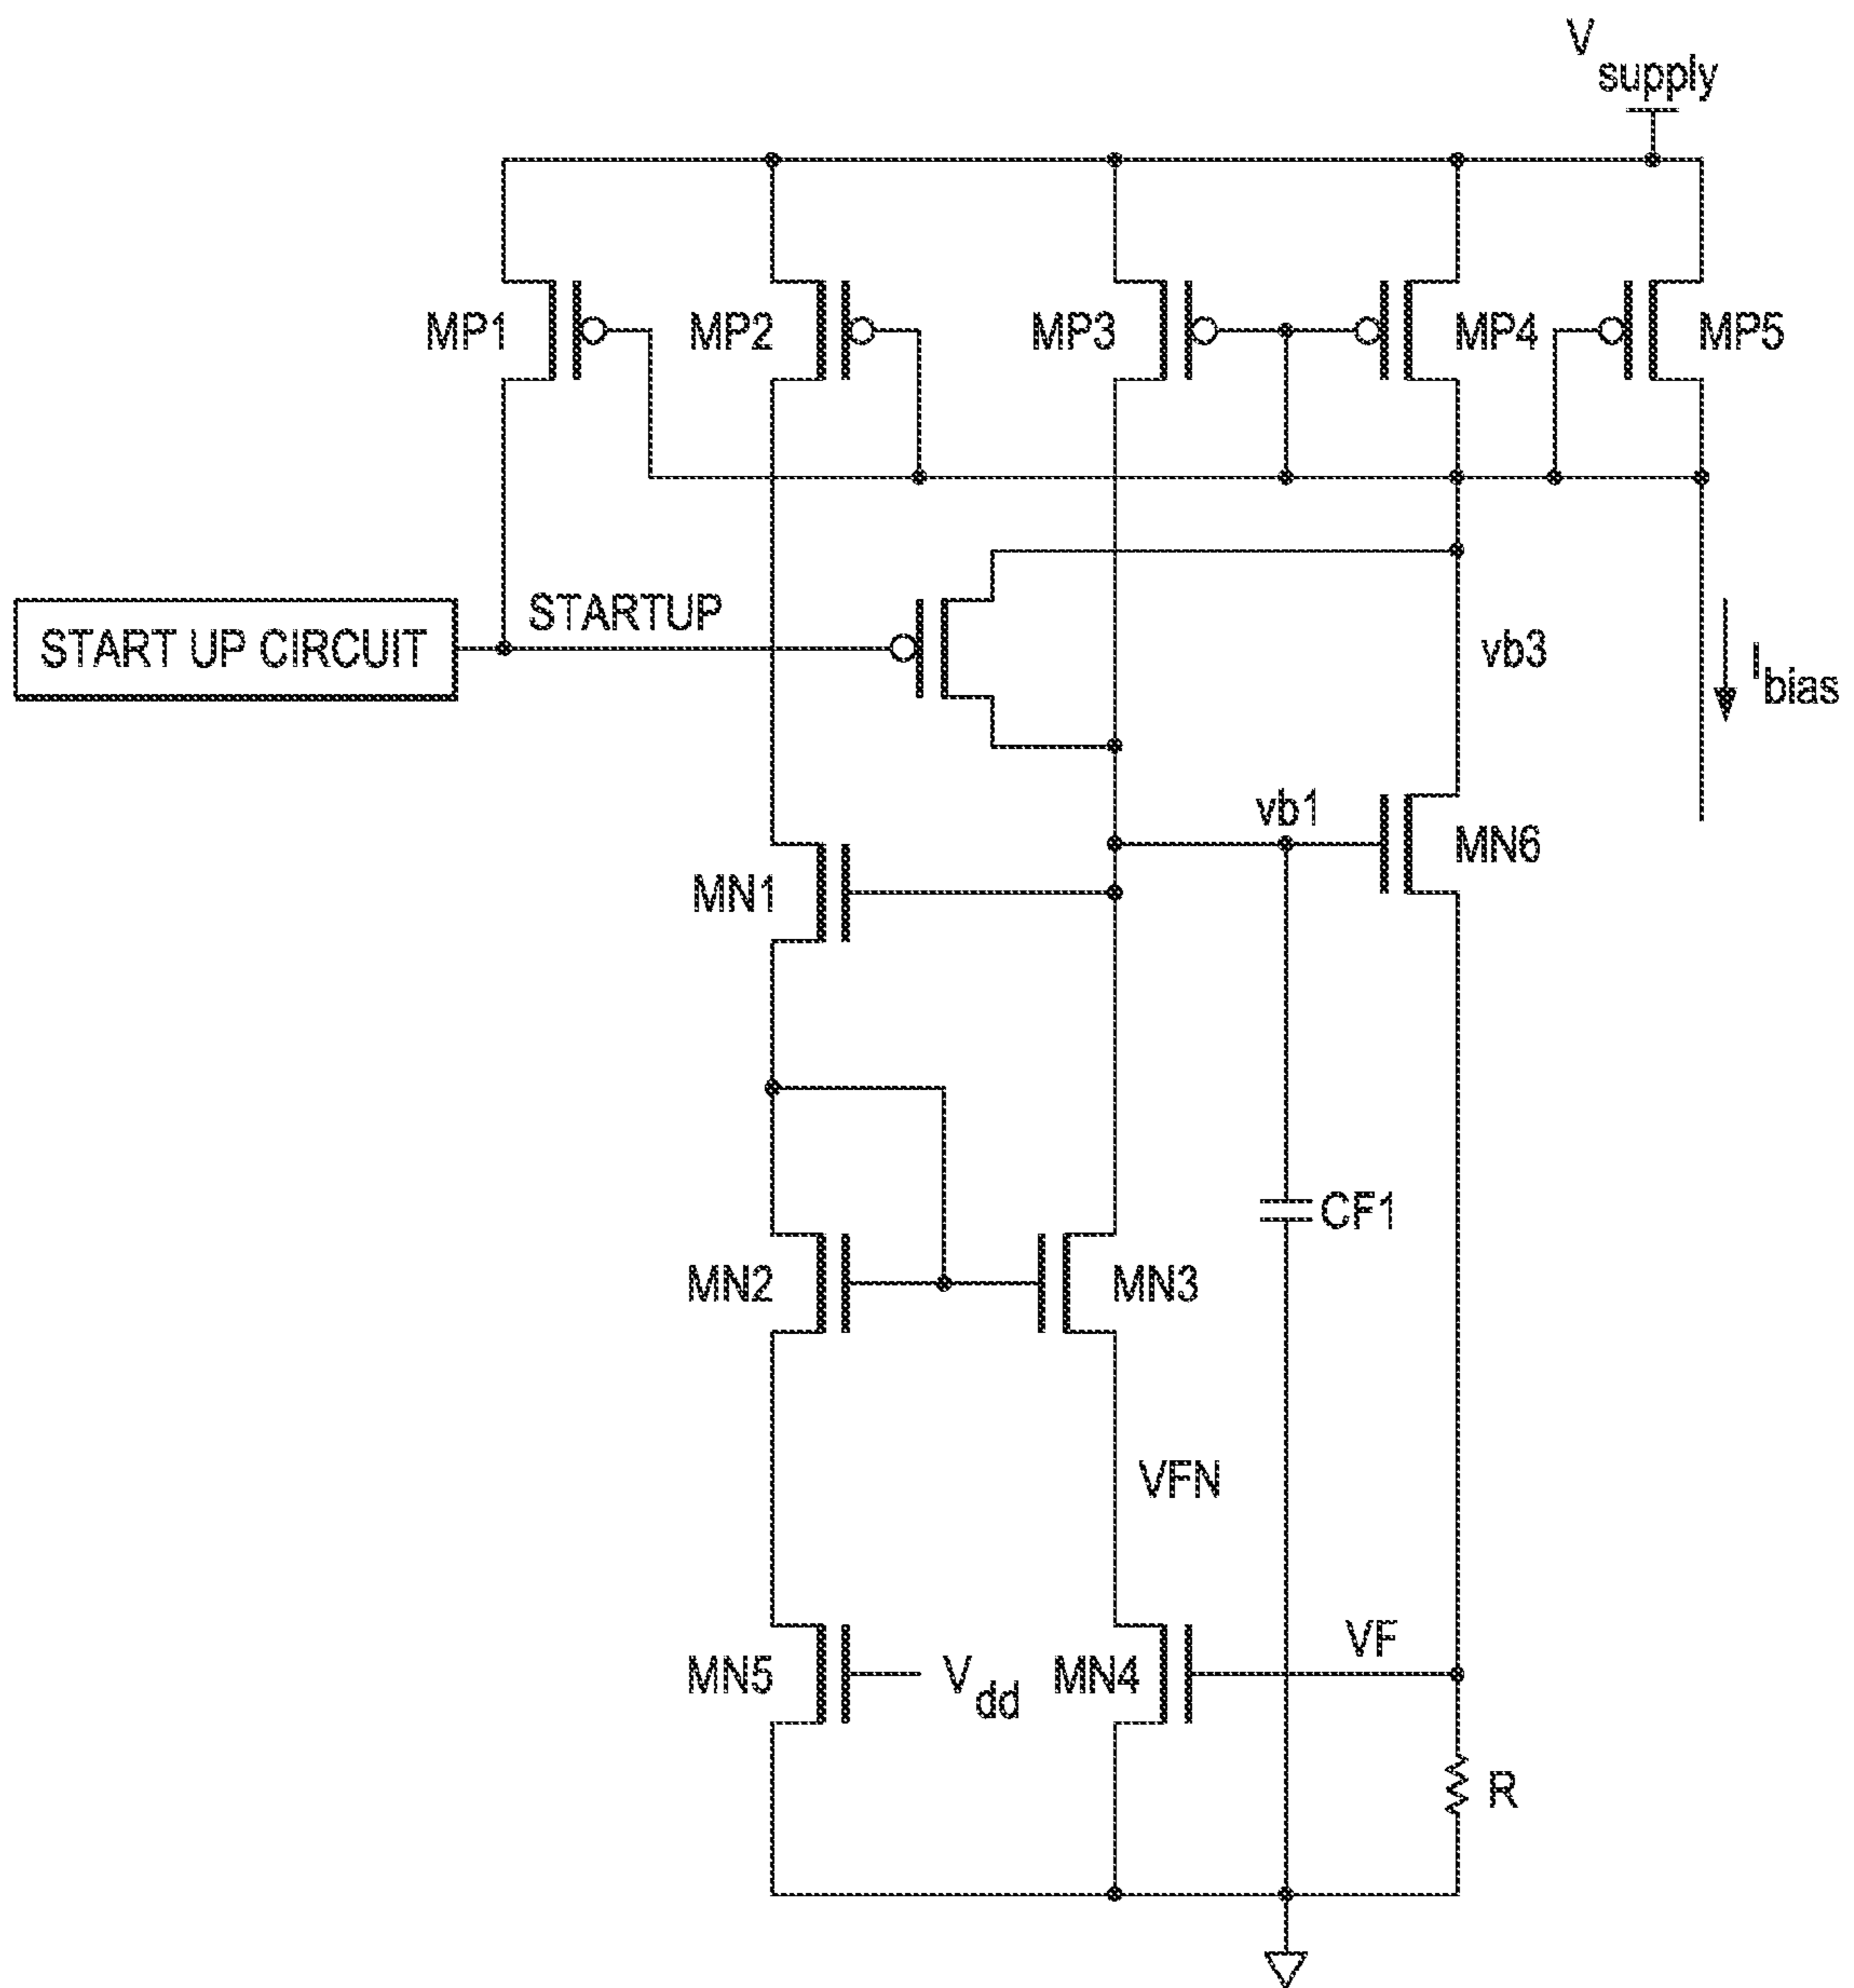 V supply
MP1
MP2
MP3
MP4
MP5
START UP CIRCUIT
STARTUP
vb3
I bias
vb1
MN6
MN1
CF1
MN2
MN3
VFN
VF
MN5
V dd
MN4
R